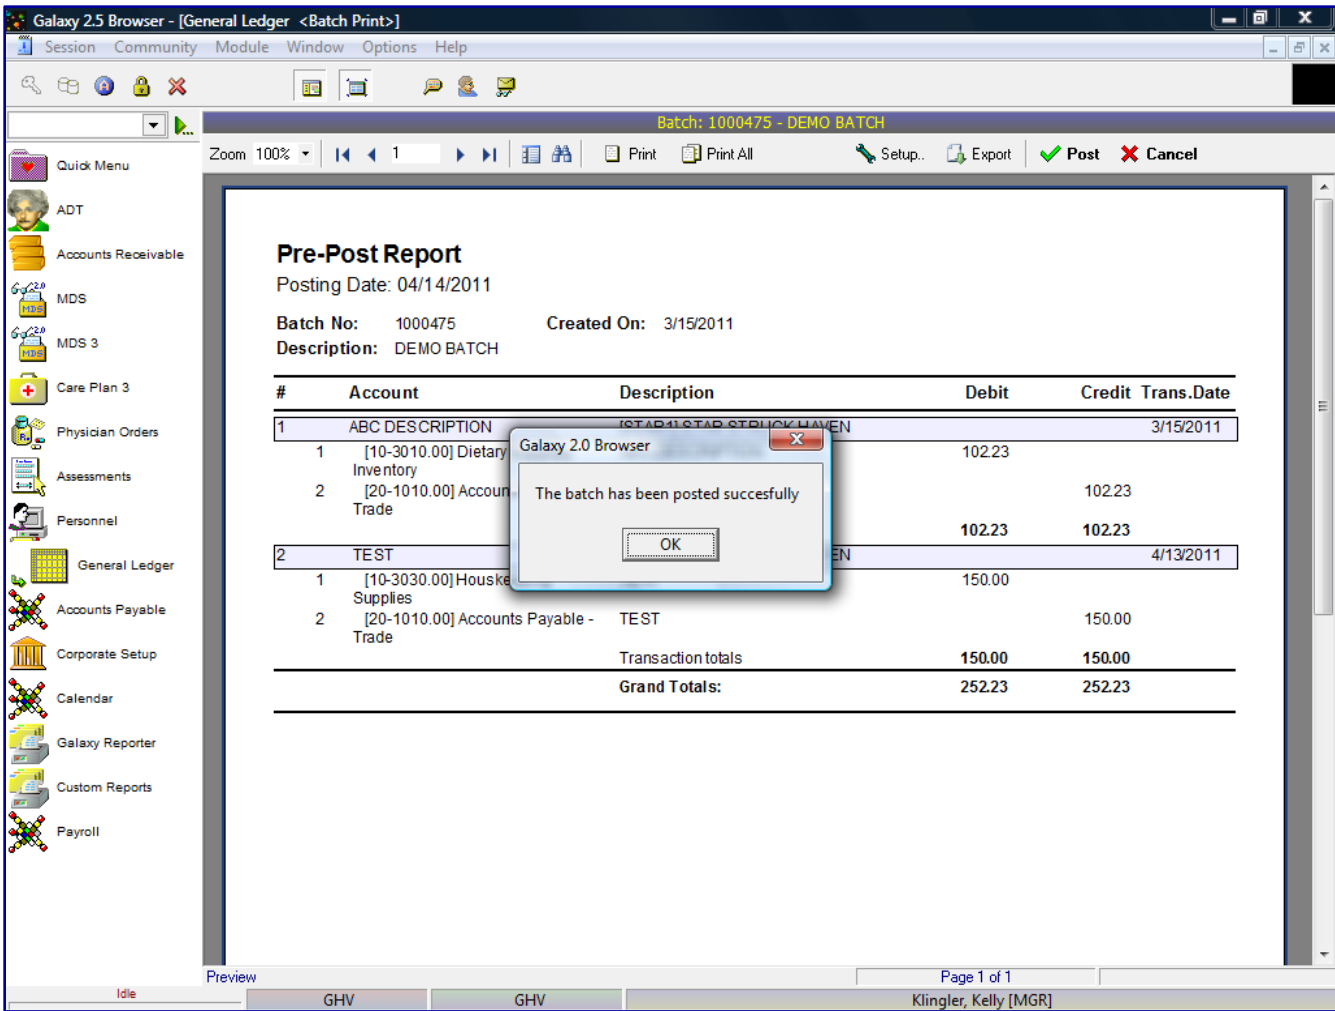 Galaxy 2.5 Browser - [General Ledger <Batch Print>]
Session Community Module Window Options Help
Batch: 1000475 - DEMO BATCH
Zoom 100% 1 Print Print All Setup.. Export Post Cancel
Quick Menu
ADT
Accounts Receivable
MDS
MDS 3
Care Plan 3
Physician Orders
Assessments
Personnel
General Ledger
Accounts Payable
Corporate Setup
Calendar
Galaxy Reporter
Custom Reports
Payroll
Pre-Post Report
Posting Date: 04/14/2011
Batch No: 1000475 Created On: 3/15/2011
Description: DEMO BATCH
# Account Description Debit Credit Trans.Date
1 ABC DESCRIPTION [STAR1] STAR STRUCK HAVEN 3/15/2011
1 [10-3010.00] Dietary 102.23
Inventory
2 [20-1010.00] Accoun 102.23
Trade
102.23 102.23
2 TEST EN 4/13/2011
1 [10-3030.00] Houskeeping 150.00
Supplies
2 [20-1010.00] Accounts Payable - TEST 150.00
Trade
Transaction totals 150.00 150.00
Grand Totals: 252.23 252.23
Galaxy 2.0 Browser
The batch has been posted succesfully
OK
Preview Page 1 of 1
Idle GHV GHV Klingler, Kelly [MGR]